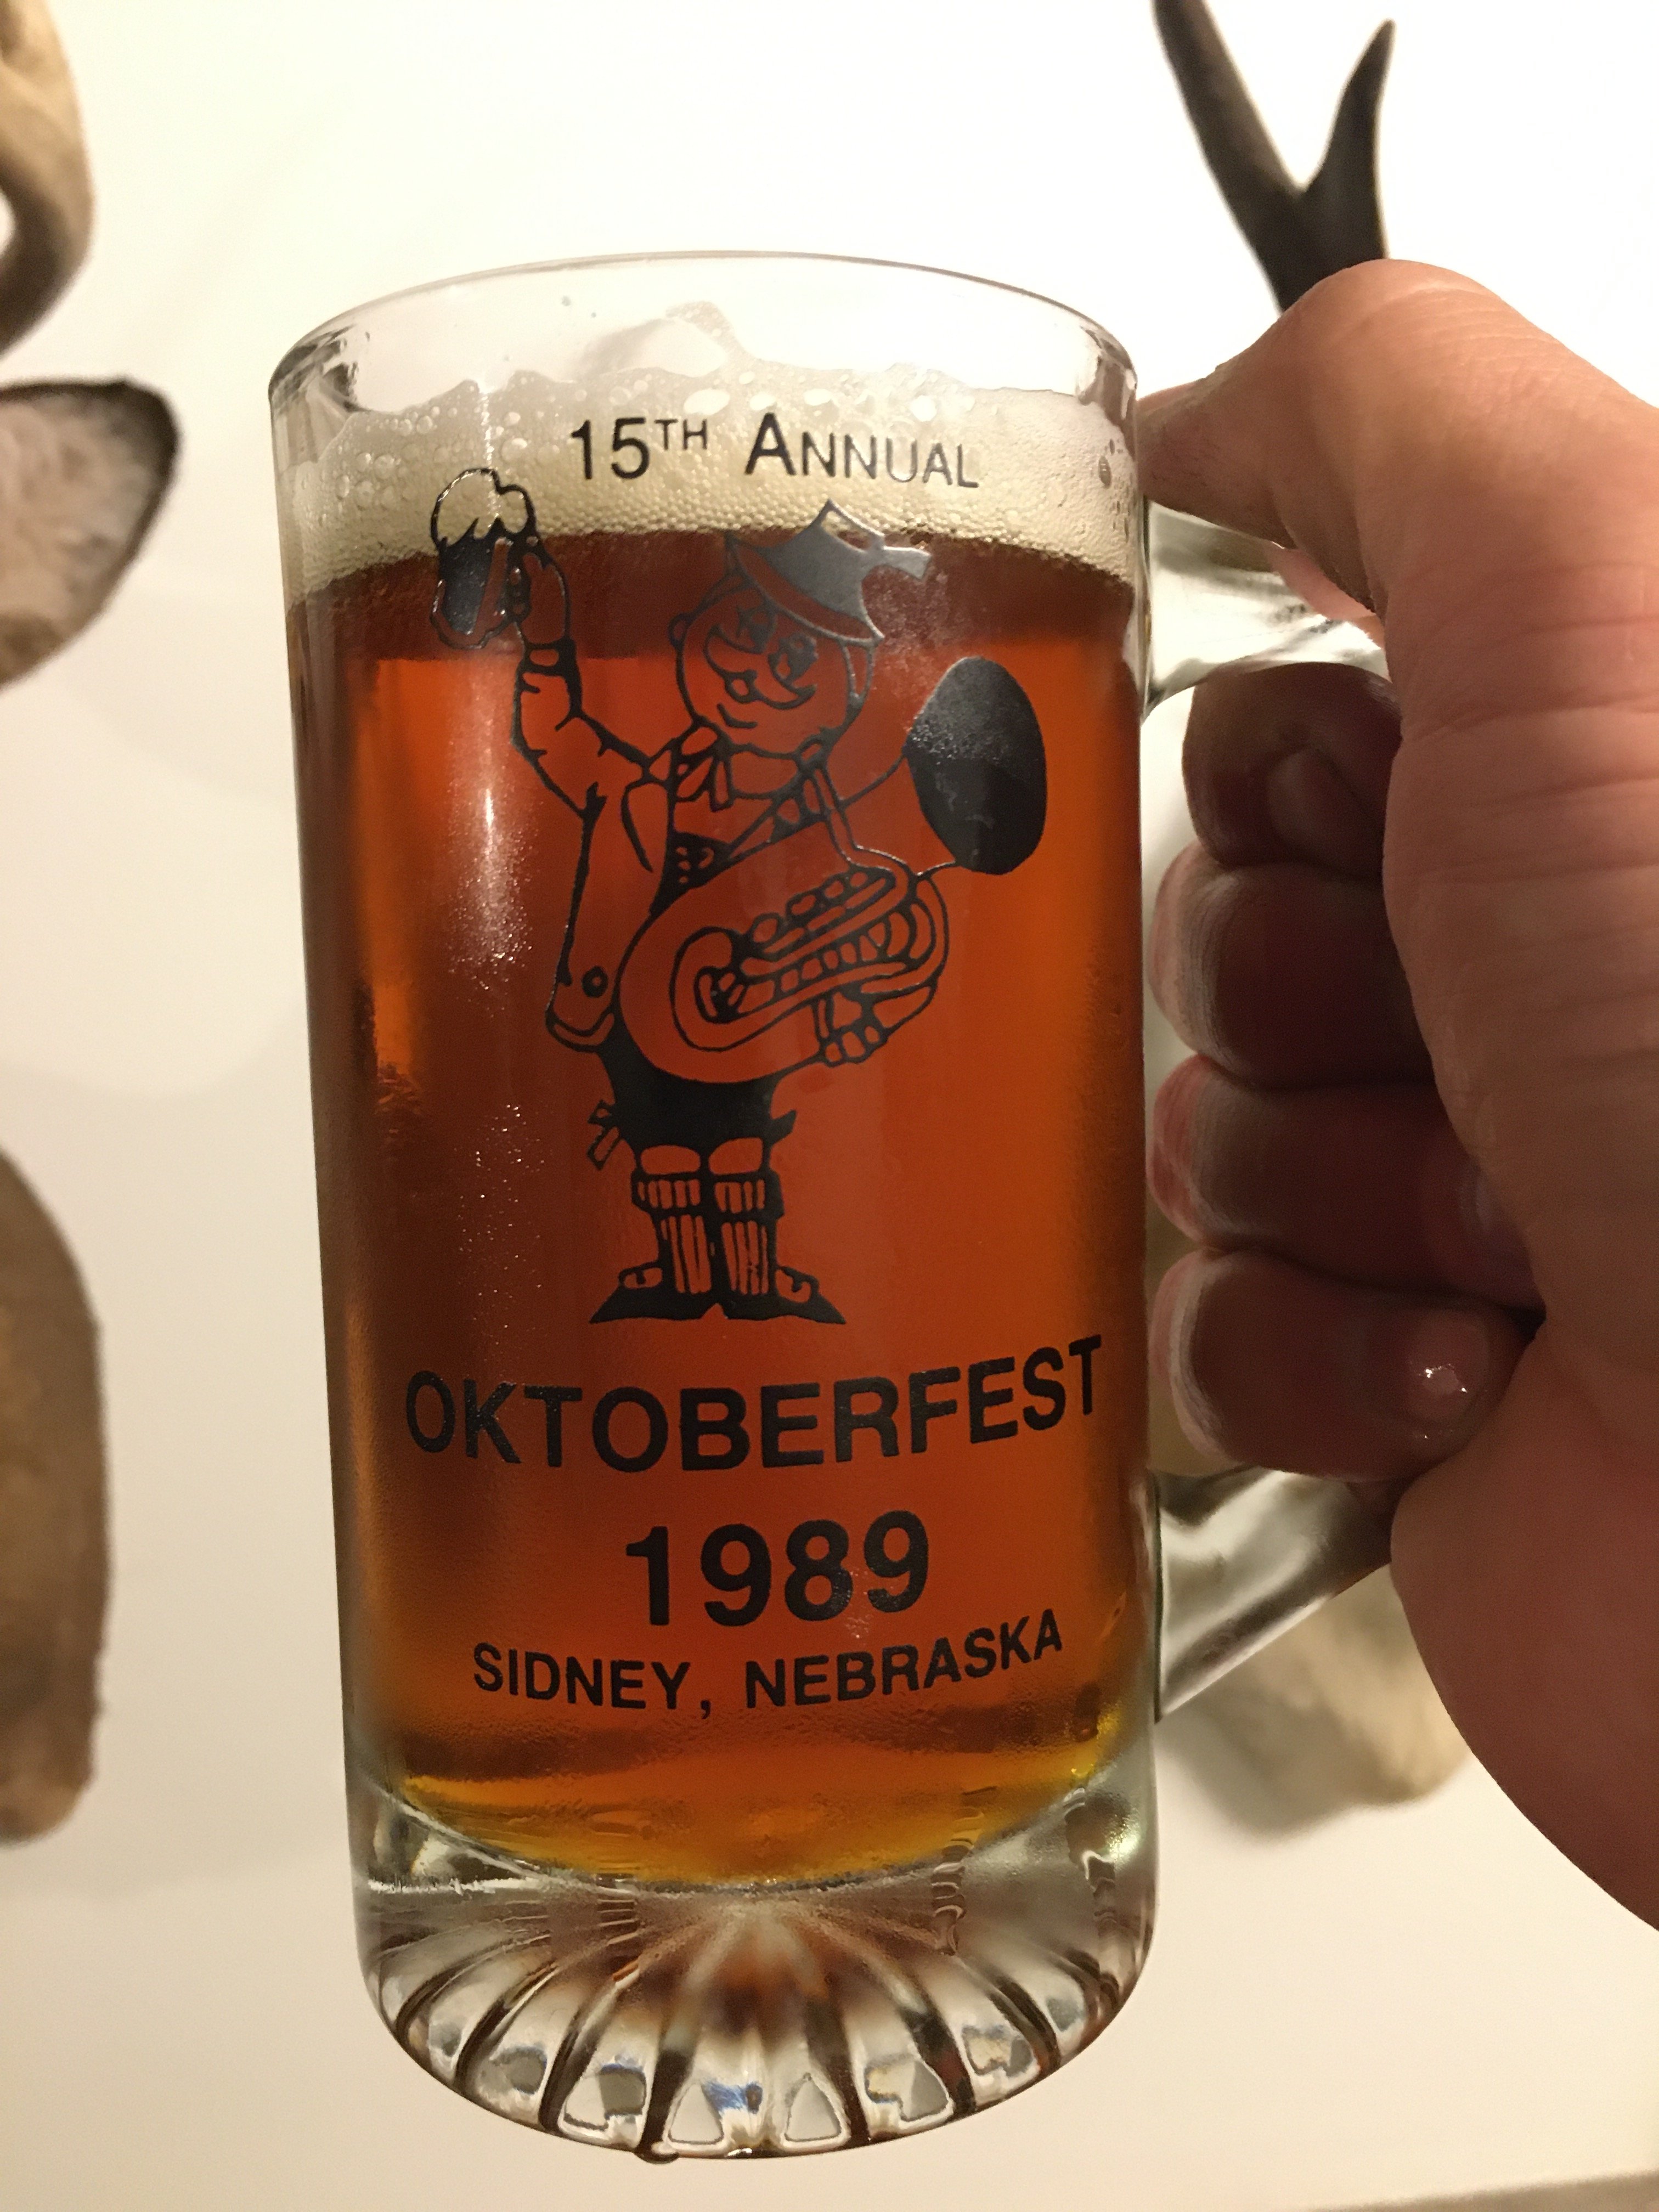 15TH ANNUAL
OKTOBERFEST
1989
SIDNEY, NEBRASKA